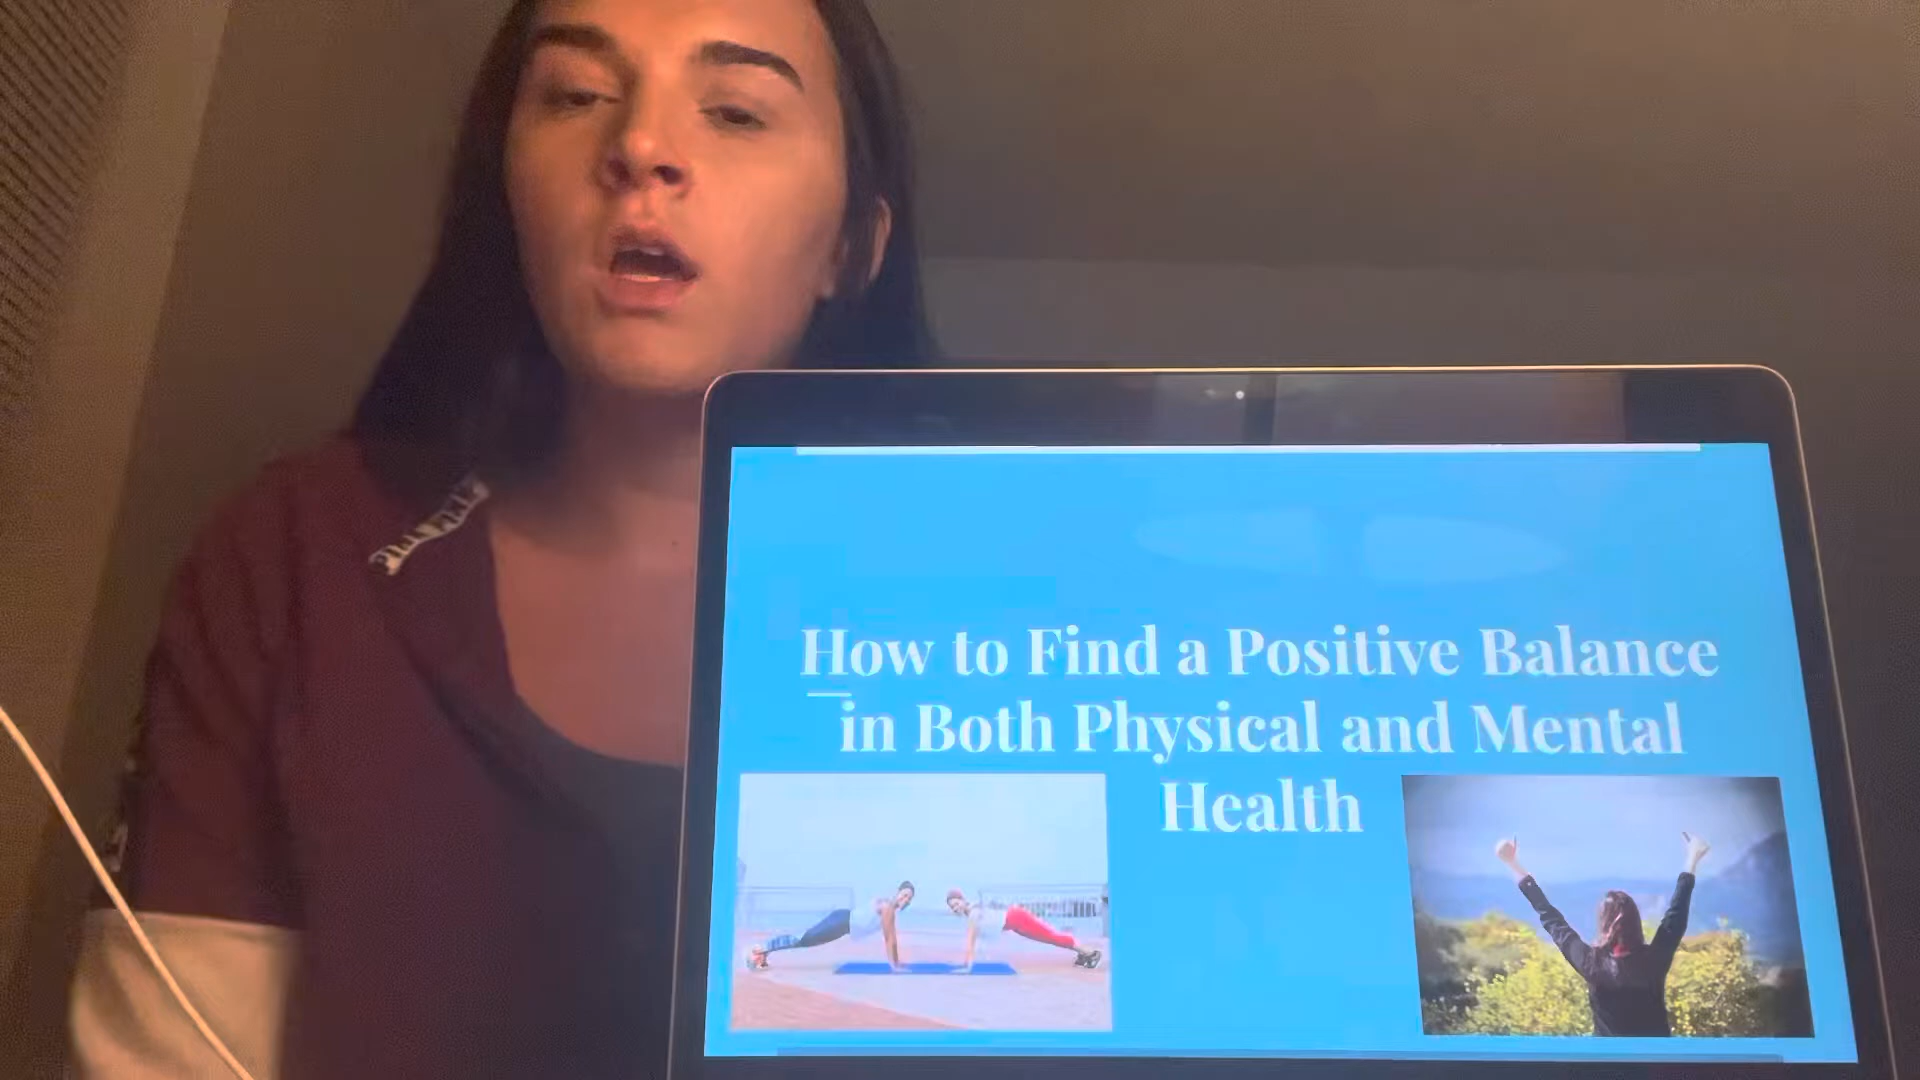 How to Find a Positive Balance
in Both Physical and Mental
Health